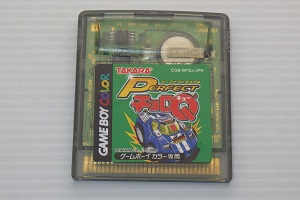 CGB-BPQJ-JPN
TAKARA
PERFECT
チョロQ
GAME BOY COLOR
ゲームボーイ カラー専用